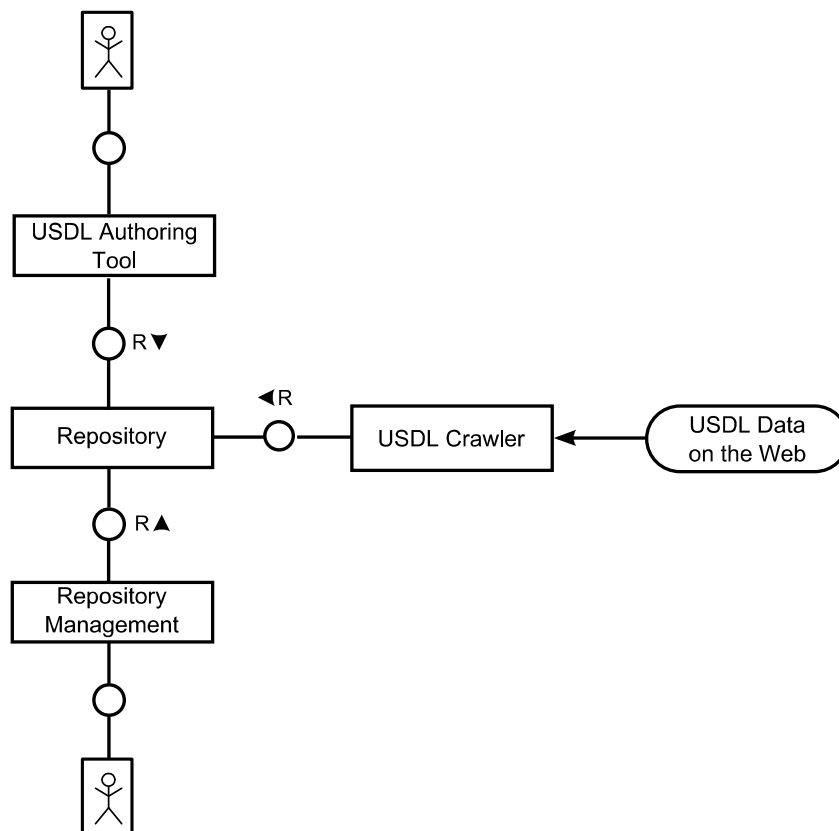 USDL Authoring
Tool
R
R
Repository
USDL Crawler
USDL Data
on the Web
R
Repository
Management